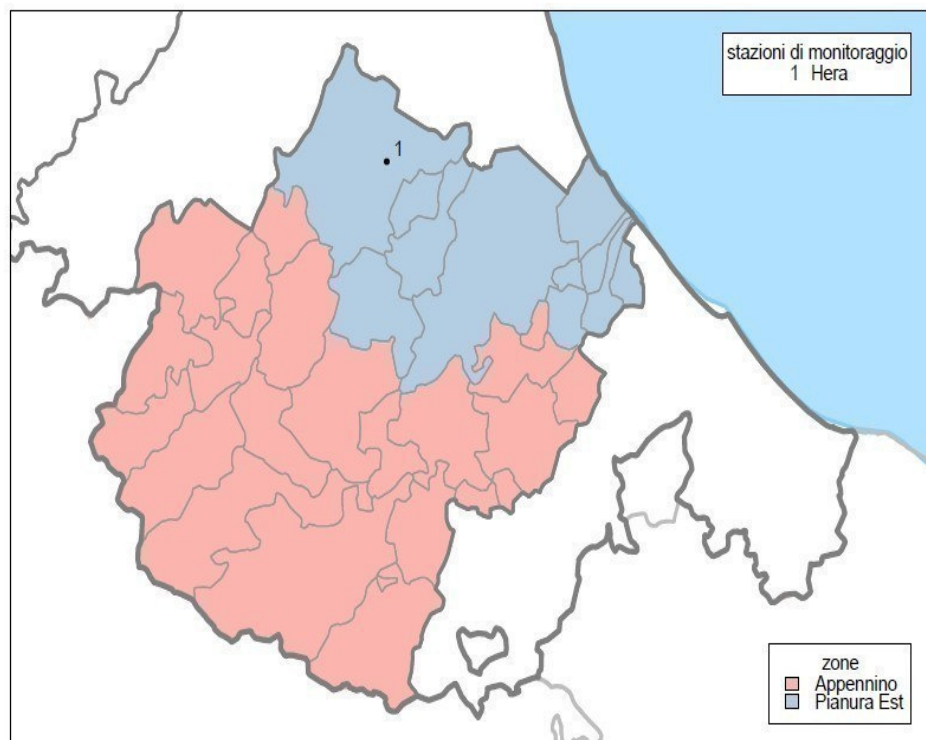 stazioni di monitoraggio
1 Hera
1
zone
Appennino
Pianura Est